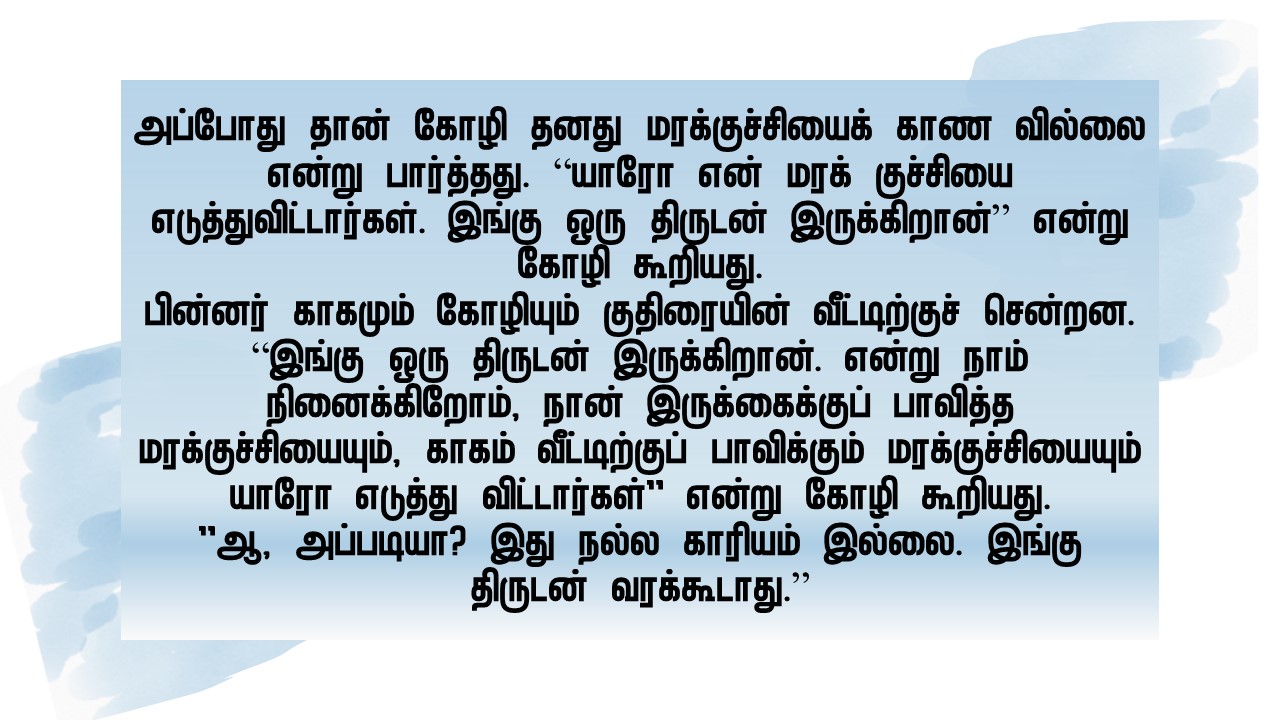 அப்போது தான் கோழி தனது மரக்குச்சியைக் காண வில்லை
என்று பார்த்தது. “யாரோ என் மரக் குச்சியை
எடுத்துவிட்டார்கள். இங்கு ஒரு திருடன் இருக்கிறான்” என்று
கோழி கூறியது.
பின்னர் காகமும் கோழியும் குதிரையின் வீட்டிற்குச் சென்றன.
“இங்கு ஒரு திருடன் இருக்கிறான். என்று நாம்
நினைக்கிறோம், நான் இருக்கைக்குப் பாவித்த
மரக்குச்சியையும், காகம் வீட்டிற்குப் பாவிக்கும் மரக்குச்சியையும்
யாரோ எடுத்து விட்டார்கள்” என்று கோழி கூறியது.
”ஆ, அப்படியா? இது நல்ல காரியம் இல்லை. இங்கு
திருடன் வரக்கூடாது.”